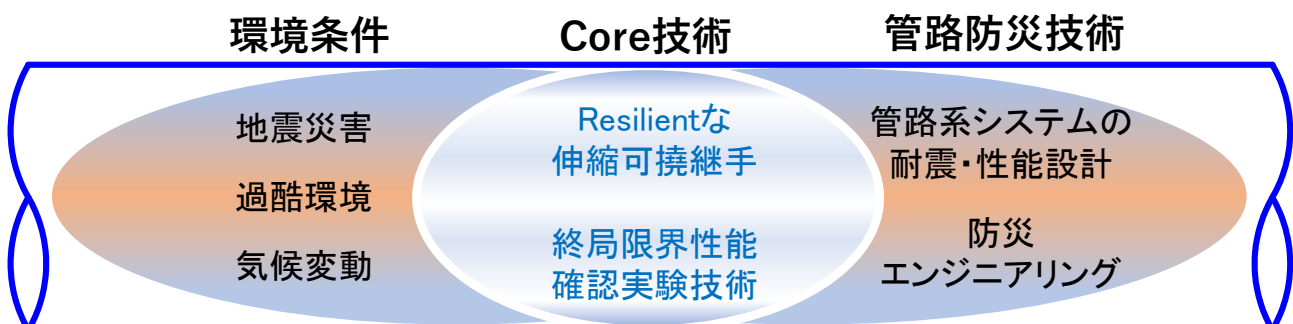 環境条件
Core技術
管路防災技術
地震災害
過酷環境
気候変動
Resilientな
伸縮可撓継手
終局限界性能
確認実験技術
管路系システムの
耐震・性能設計
防災
エンジニアリング